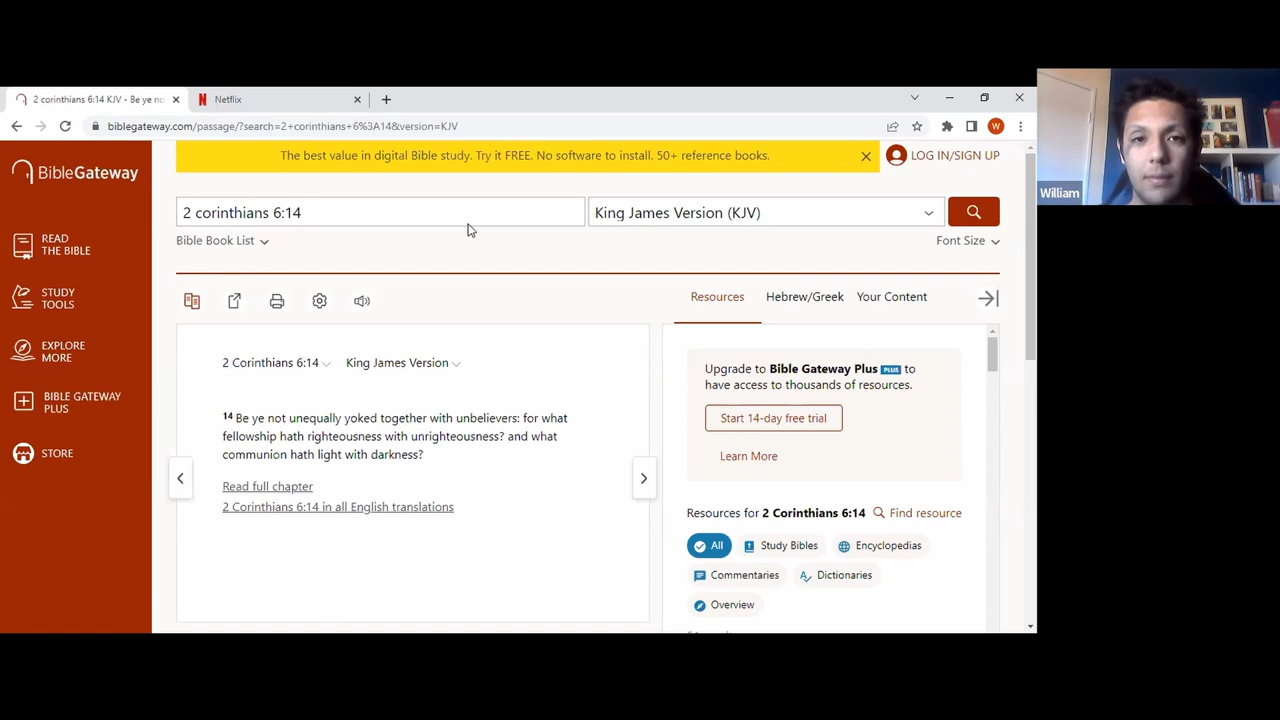 2 corinthians 6:14 KJV - Be ye no
Netflix
biblegateway.com/passage/?search=2+corinthians+6%3A14&version=KJV
W
BibleGateway
The best value in digital Bible study. Try it FREE. No software to install. 50+ reference books.
LOG IN/SIGN UP
William
2 corinthians 6:14
King James Version (KJV)
Bible Book List
Font Size
READ
THE BIBLE
STUDY
TOOLS
EXPLORE
MORE
BIBLE GATEWAY
PLUS
STORE
Resources
Hebrew/Greek
Your Content
2 Corinthians 6:14
King James Version
14 Be ye not unequally yoked together with unbelievers: for what
fellowship hath righteousness with unrighteousness? and what
communion hath light with darkness?
Read full chapter
2 Corinthians 6:14 in all English translations
Upgrade to Bible Gateway Plus PLUS to
have access to thousands of resources.
Start 14-day free trial
Learn More
Resources for 2 Corinthians 6:14
Find resource
All
Study Bibles
Encyclopedias
Commentaries
Dictionaries
Overview